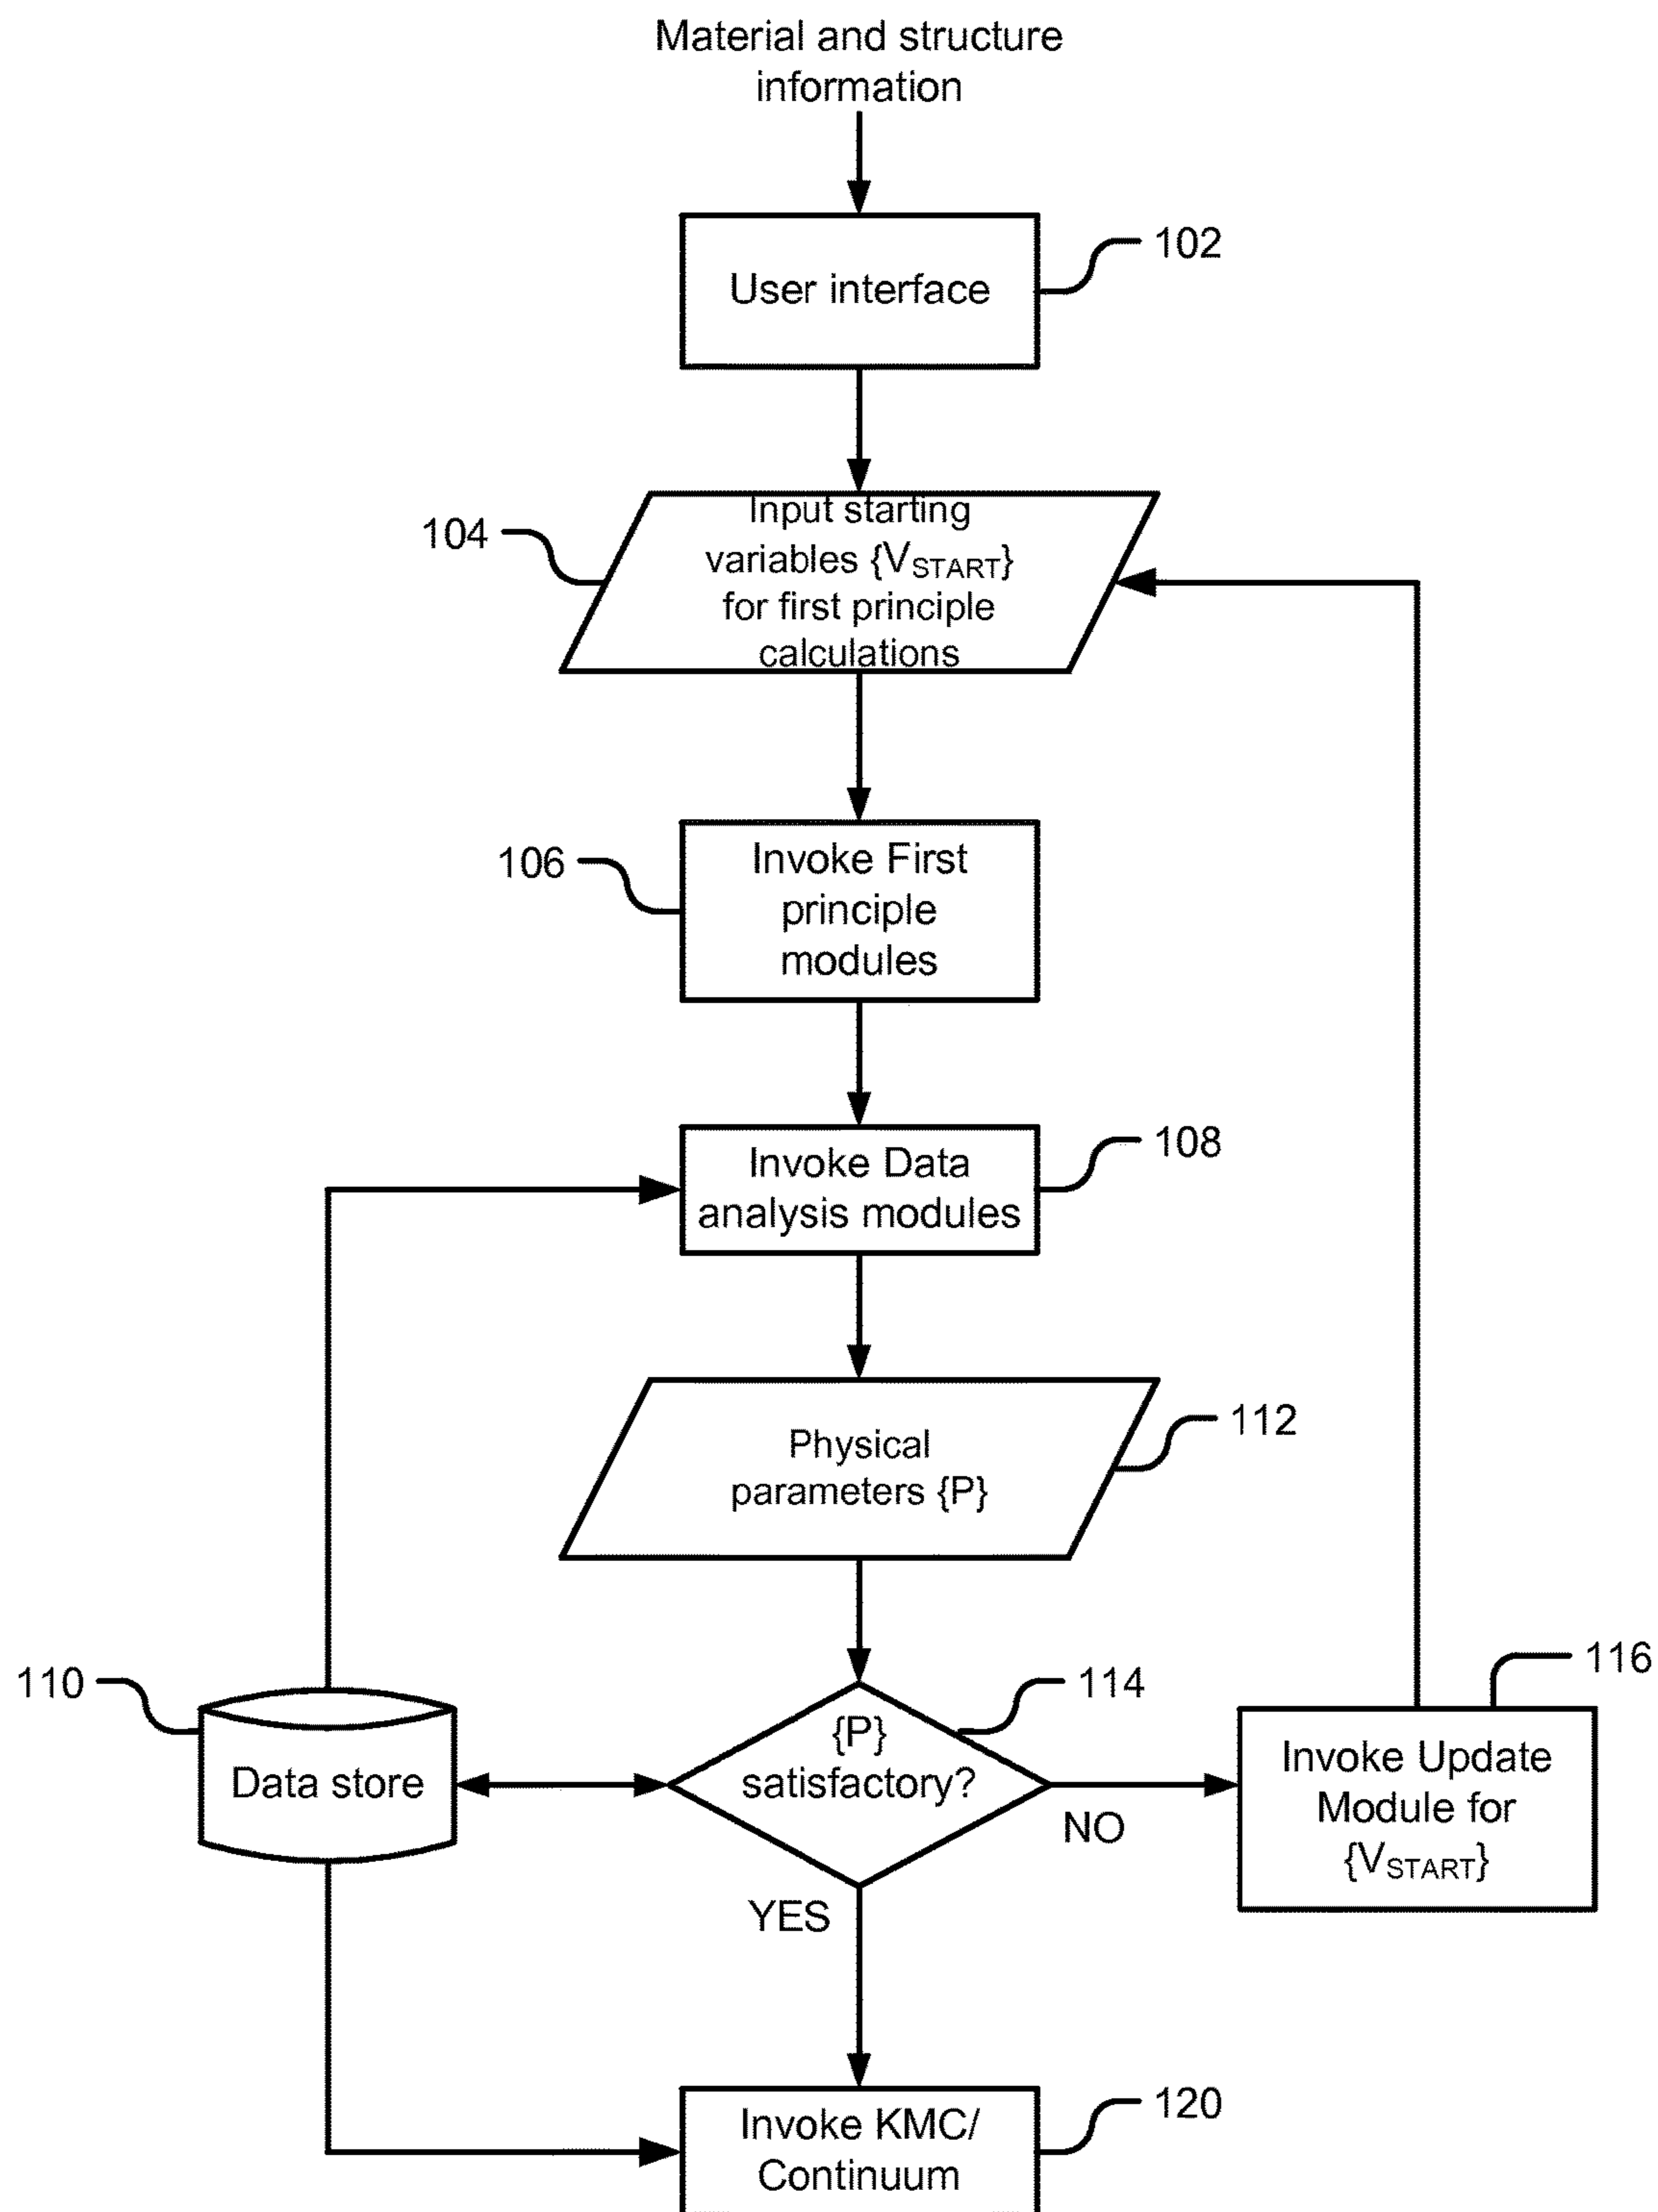 Material and structure
information
102
User interface
104
Input starting
variables {VSTART}
for first principle
calculations
106
Invoke First
principle
modules
108
Invoke Data
analysis modules
112
Physical
parameters {P}
110
Data store
114
{P}
satisfactory?
NO
YES
116
Invoke Update
Module for
{VSTART}
120
Invoke KMC/
Continuum